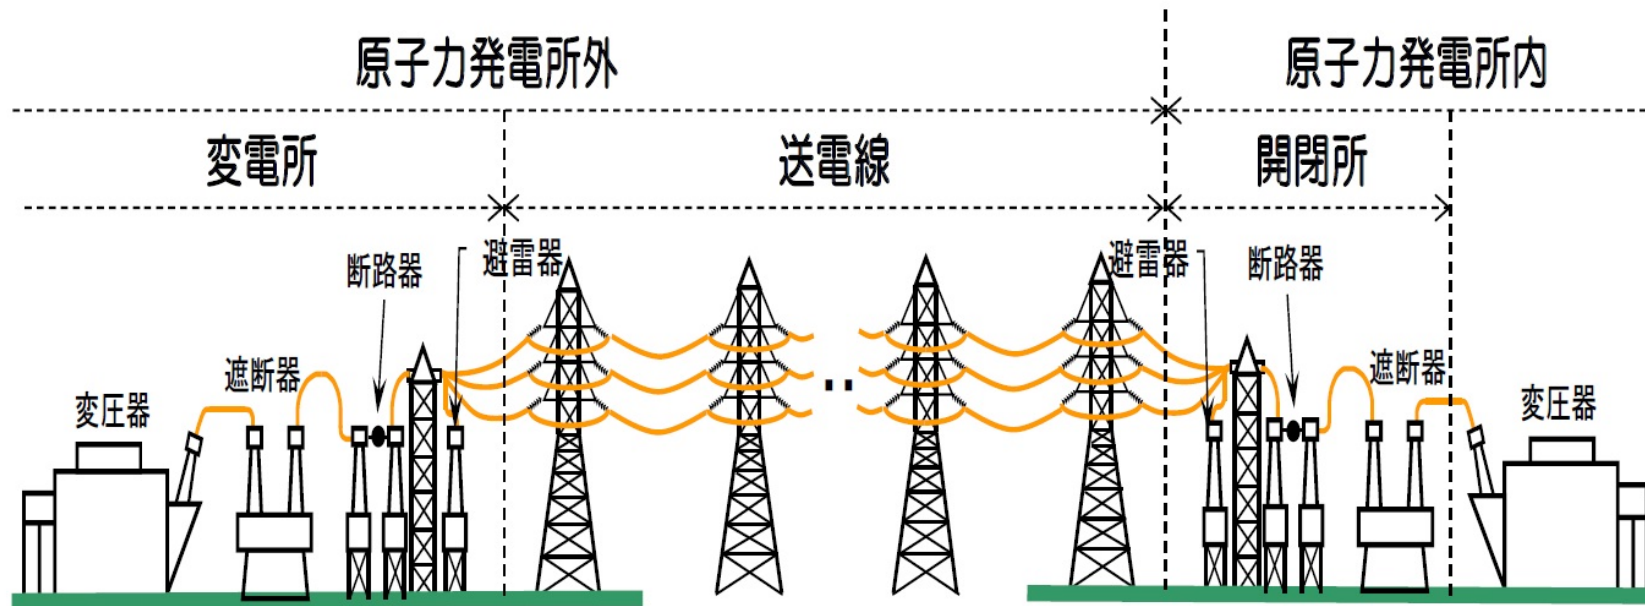 原子力発電所外
原子力発電所内
変電所
送電線
開閉所
断路器
避雷器
避雷器
断路器
遮断器
遮断器
変圧器
変圧器